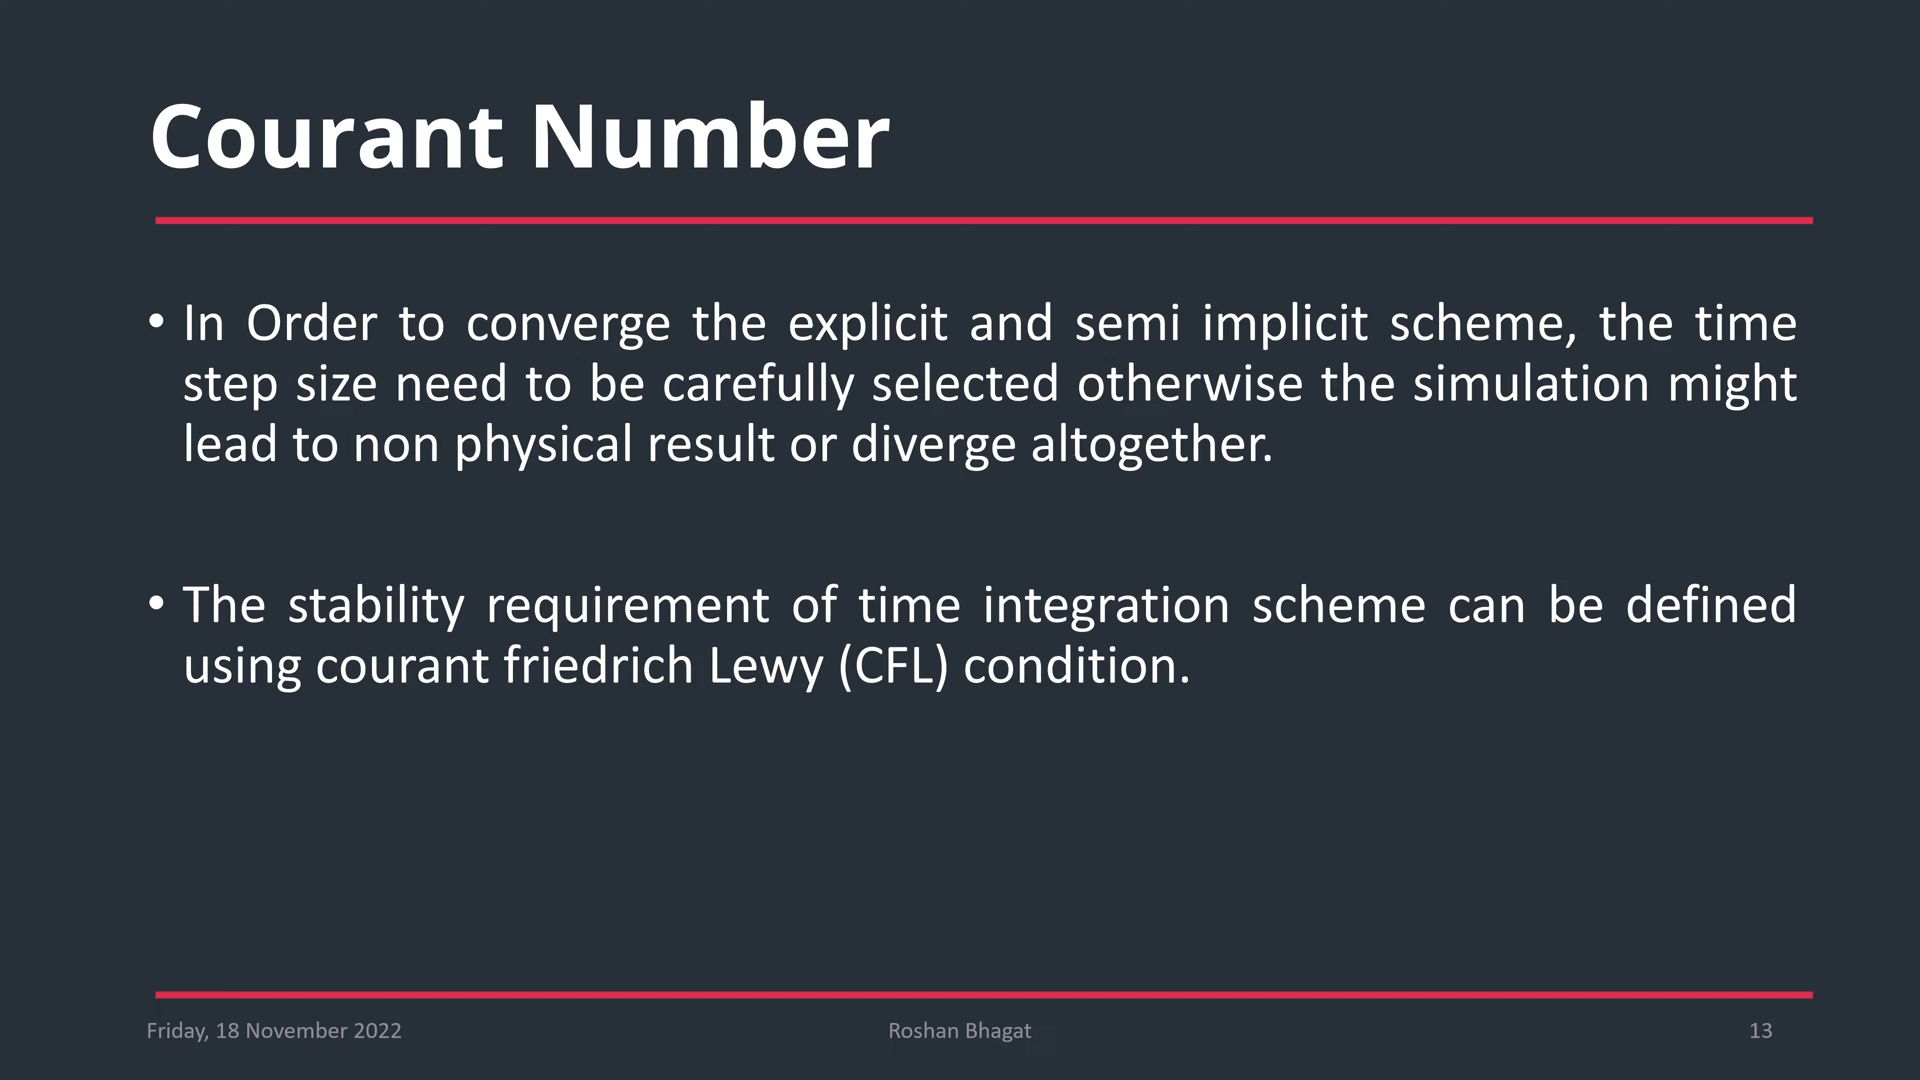 Courant Number
• In Order to converge the explicit and semi implicit scheme, the time
step size need to be carefully selected otherwise the simulation might
lead to non physical result or diverge altogether.
• The stability requirement of time integration scheme can be defined
using courant friedrich Lewy (CFL) condition.
Friday, 18 November 2022
Roshan Bhagat
13